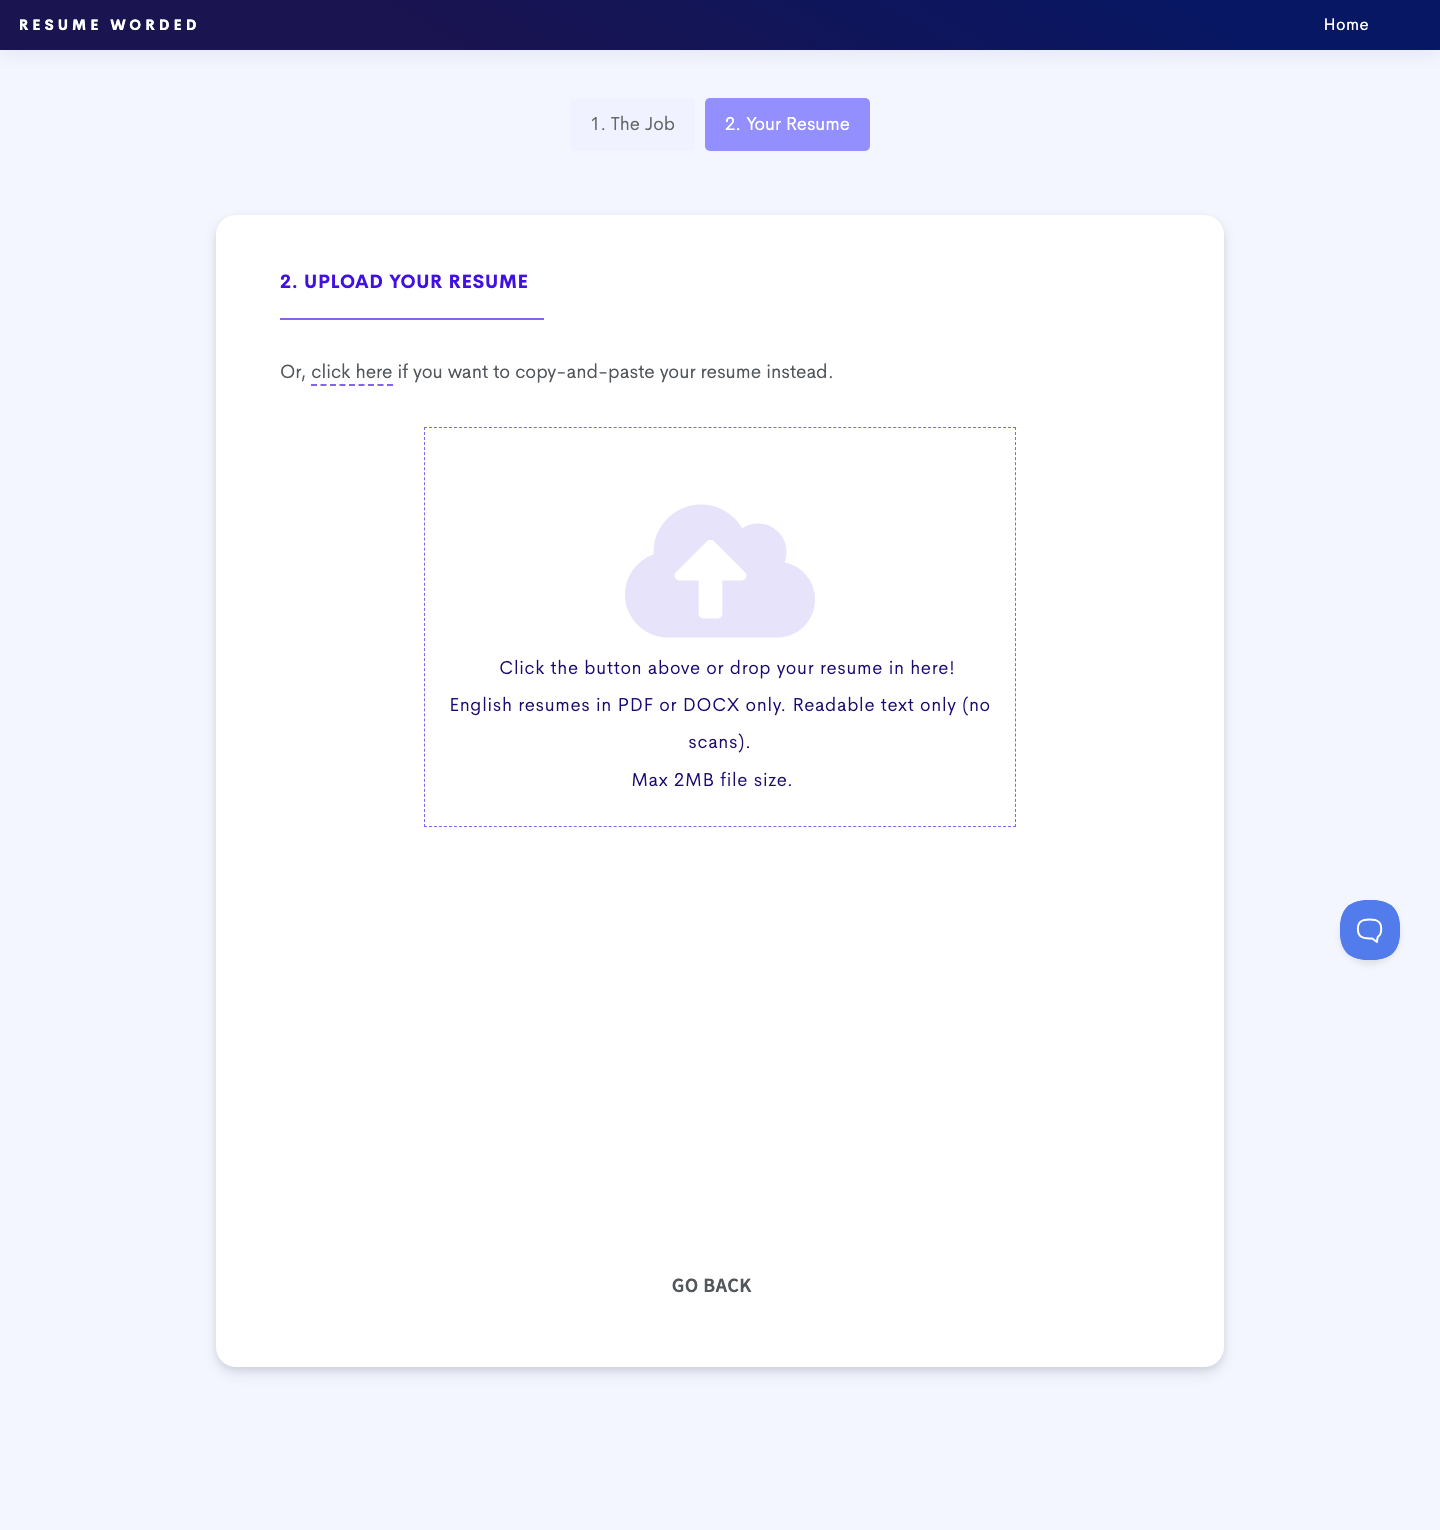 RESUME WORDED
Home
1. The Job
2. Your Resume
2. UPLOAD YOUR RESUME
Or, click here if you want to copy-and-paste your resume instead.
Click the button above or drop your resume in here!
English resumes in PDF or DOCX only. Readable text only (no
scans).
Max 2MB file size.
GO BACK